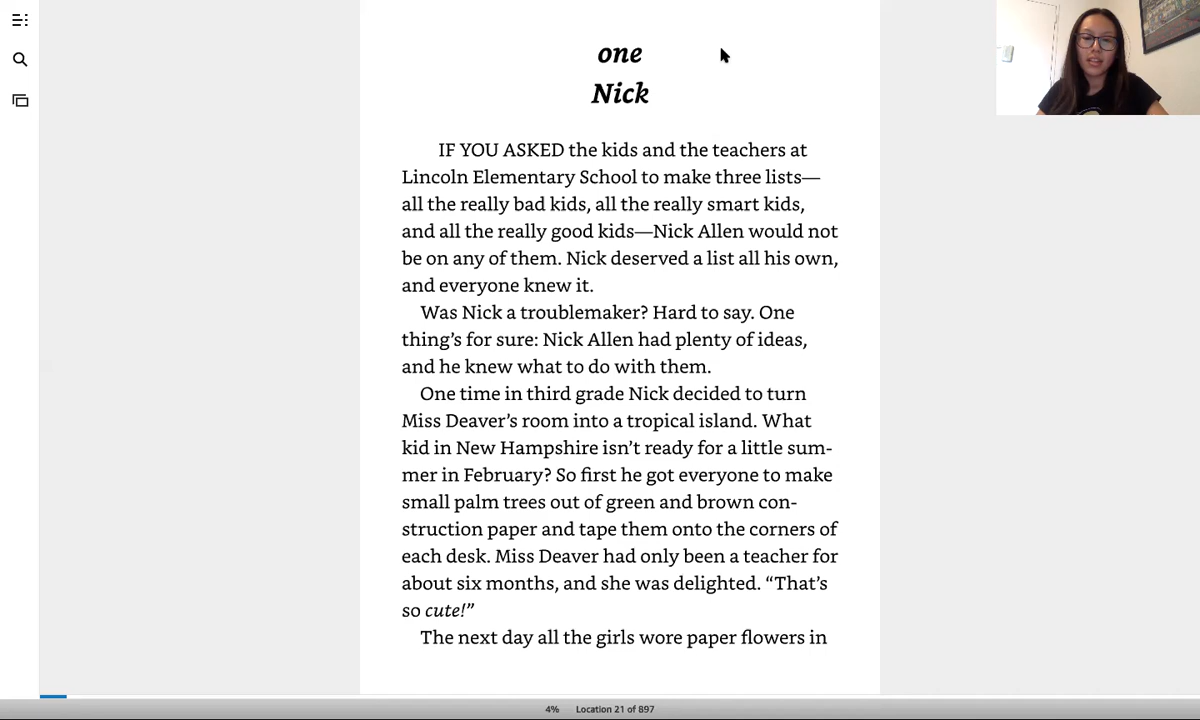 one
Nick
IF YOU ASKED the kids and the teachers at
Lincoln Elementary School to make three lists—
all the really bad kids, all the really smart kids,
and all the really good kids—Nick Allen would not
be on any of them. Nick deserved a list all his own,
and everyone knew it.
Was Nick a troublemaker? Hard to say. One
thing’s for sure: Nick Allen had plenty of ideas,
and he knew what to do with them.
One time in third grade Nick decided to turn
Miss Deaver’s room into a tropical island. What
kid in New Hampshire isn’t ready for a little sum-
mer in February? So first he got everyone to make
small palm trees out of green and brown con-
struction paper and tape them onto the corners of
each desk. Miss Deaver had only been a teacher for
about six months, and she was delighted. “That’s
so cute!”
The next day all the girls wore paper flowers in
4% Location 21 of 897